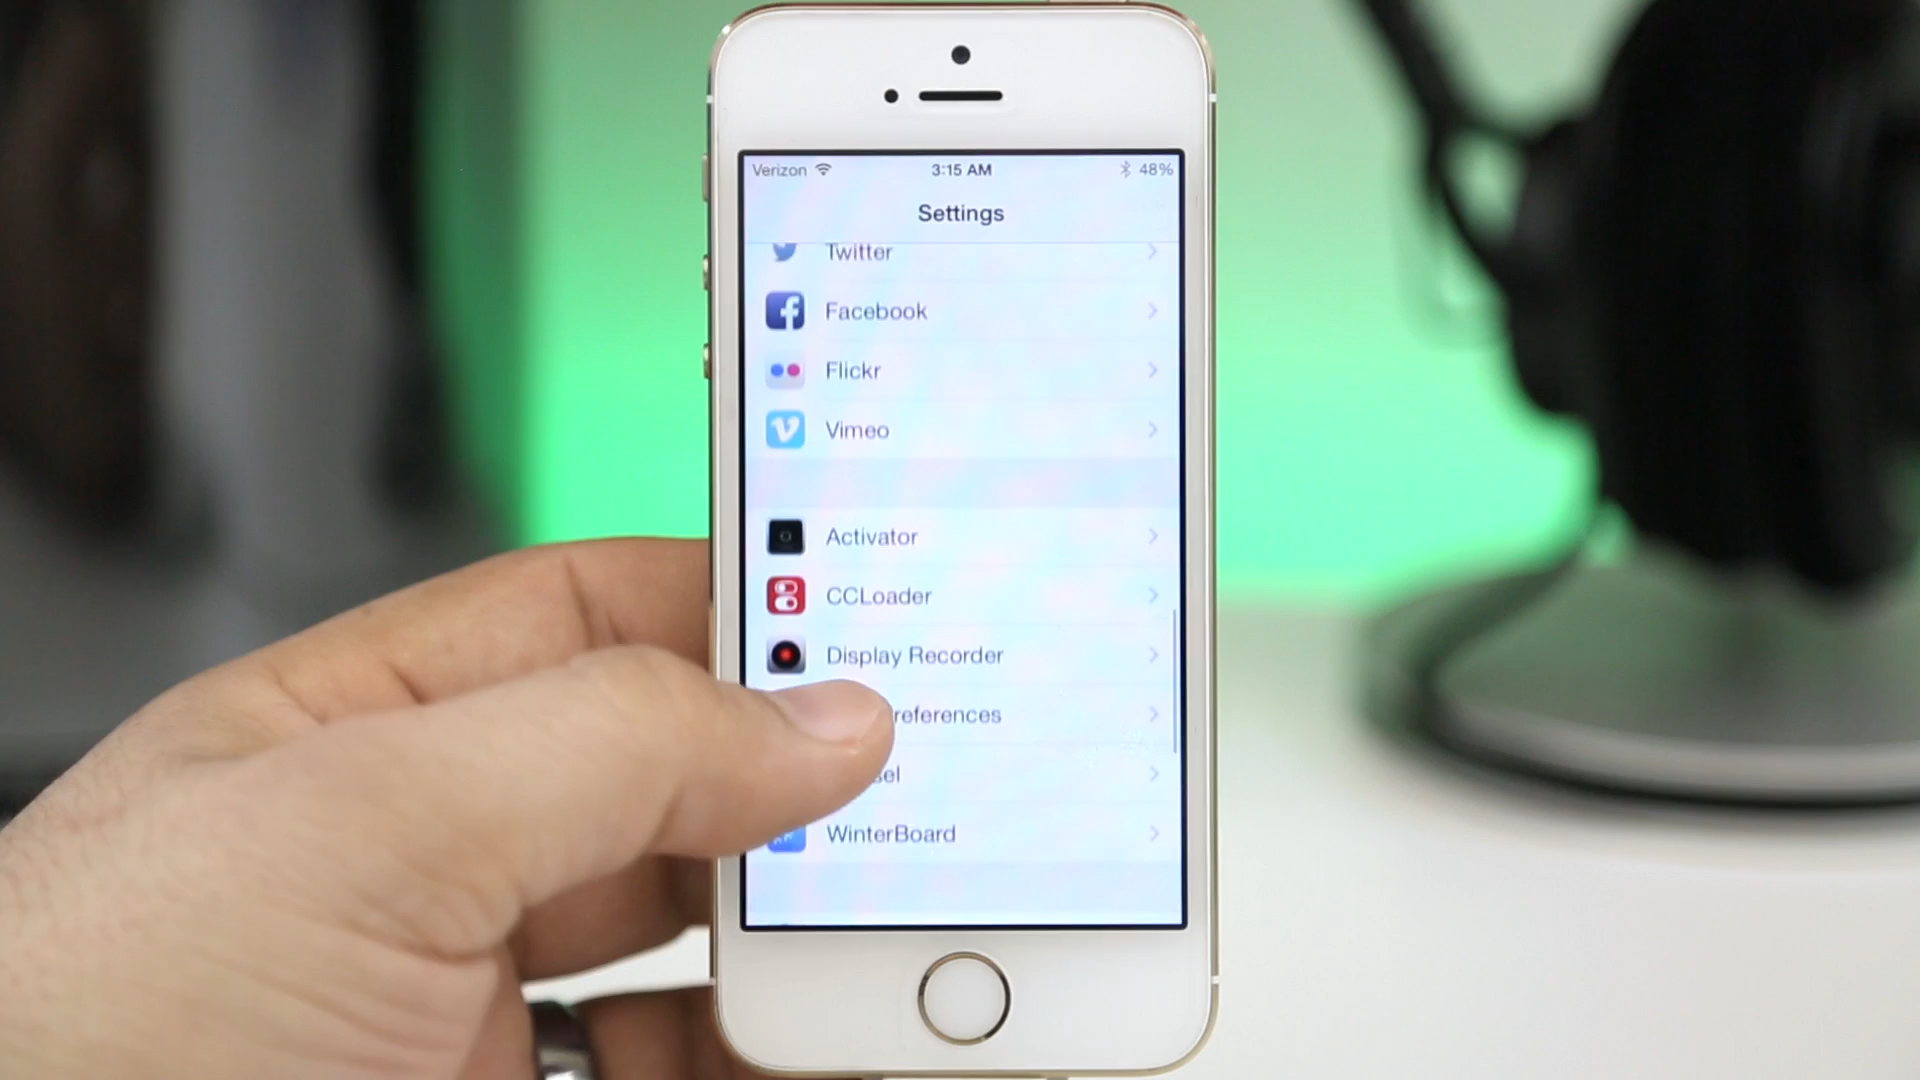 Verizon 3:15 AM 48%
Settings
Twitter
Facebook
Flickr
Vimeo
Activator
CCLoader
Display Recorder
references
sel
WinterBoard